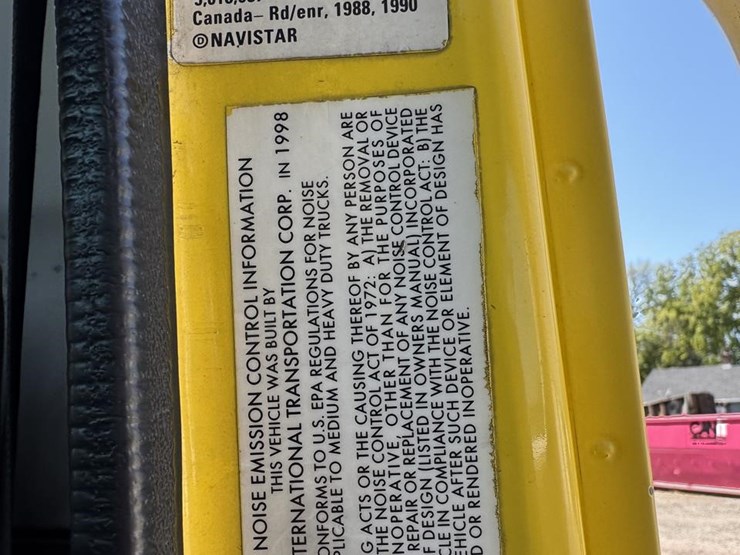 Canada– Rd/enr, 1988, 1990
©NAVISTAR
NOISE EMISSION CONTROL INFORMATION
THIS VEHICLE WAS BUILT BY
TERNATIONAL TRANSPORTATION CORP. IN 1998
ONFORMS TO U.S. EPA REGULATIONS FOR NOISE
PLICABLE TO MEDIUM AND HEAVY DUTY TRUCKS.
G ACTS OR THE CAUSING THEREOF BY ANY PERSON ARE
THE NOISE CONTROL ACT OF 1972: A) THE REMOVAL OR
NOPERATIVE, OTHER THAN FOR THE PURPOSES OF
REPAIR OR REPLACEMENT OF ANY NOISE CONTROL DEVICE
F DESIGN (LISTED IN OWNERS MANUAL) INCORPORATED
CLE IN COMPLIANCE WITH THE NOISE CONTROL ACT: B) THE
EHICLE AFTER SUCH DEVICE OR ELEMENT OF DESIGN HAS
D OR RENDERED INOPERATIVE.